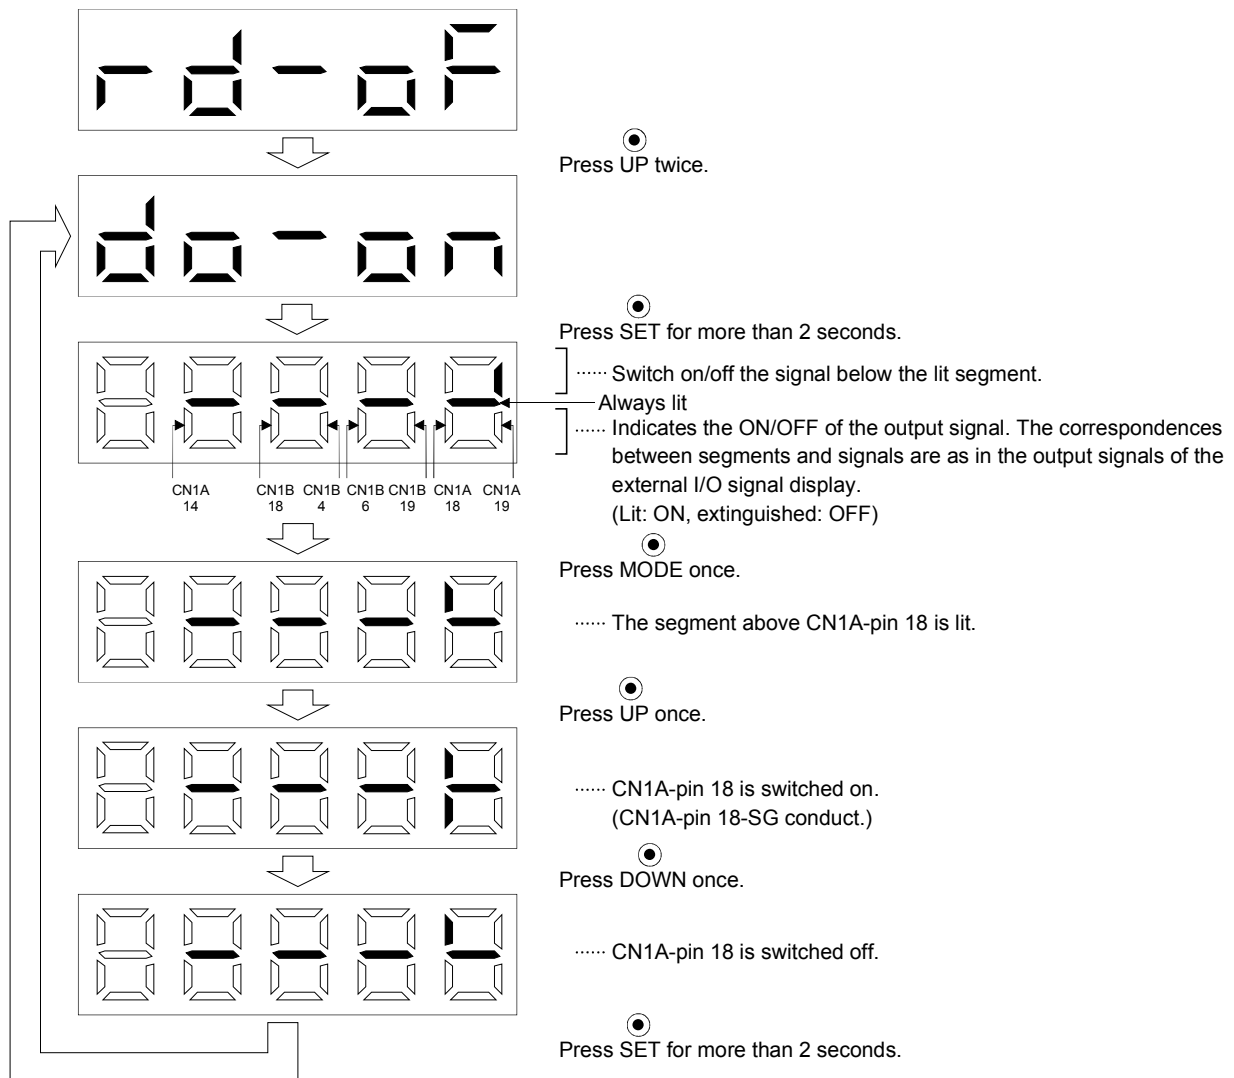 rd-oF
Press UP twice.
do-on
Press SET for more than 2 seconds.
...... Switch on/off the signal below the lit segment.
Always lit
...... Indicates the ON/OFF of the output signal. The correspondences
between segments and signals are as in the output signals of the
external I/O signal display.
(Lit: ON, extinguished: OFF)
CN1A CN1B CN1B CN1B CN1B CN1A CN1A
14 18 4 6 19 18 19
Press MODE once.
...... The segment above CN1A-pin 18 is lit.
Press UP once.
...... CN1A-pin 18 is switched on.
(CN1A-pin 18-SG conduct.)
Press DOWN once.
...... CN1A-pin 18 is switched off.
Press SET for more than 2 seconds.